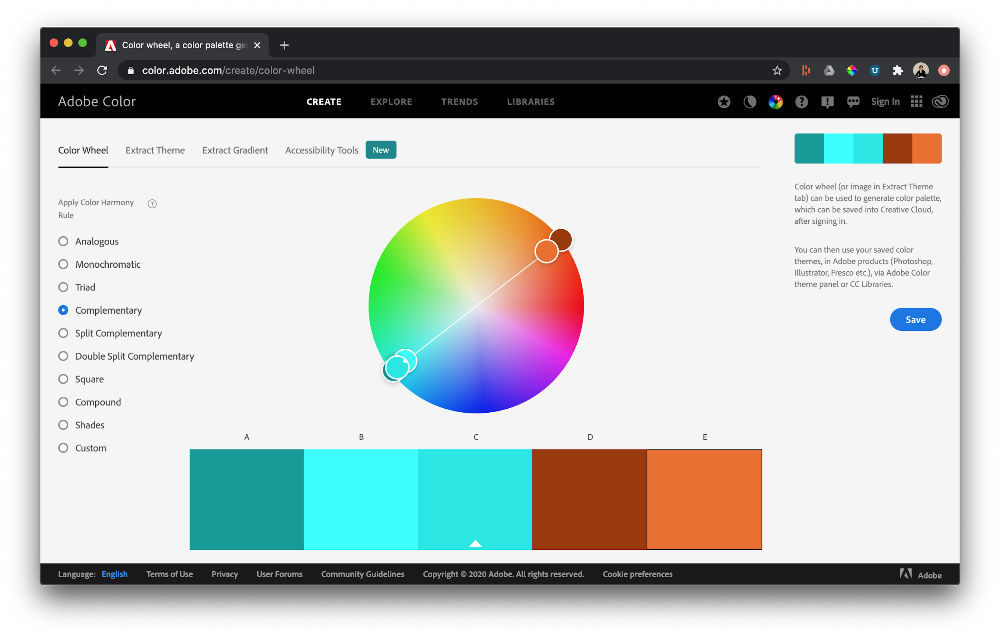 Color wheel, a color palette ge
color.adobe.com/create/color-wheel
Adobe Color
CREATE
EXPLORE
TRENDS
LIBRARIES
Sign In
Color Wheel
Extract Theme
Extract Gradient
Accessibility Tools
New
Apply Color Harmony
Rule
Analogous
Monochromatic
Triad
Complementary
Split Complementary
Double Split Complementary
Square
Compound
Shades
Custom
A
B
C
D
E
Color wheel (or image in Extract Theme
tab) can be used to generate color palette,
which can be saved into Creative Cloud,
after signing in.
You can then use your saved color
themes, in Adobe products (Photoshop,
Illustrator, Fresco etc.), via Adobe Color
theme panel or CC Libraries.
Save
Language: English
Terms of Use
Privacy
User Forums
Community Guidelines
Copyright © 2020 Adobe. All rights reserved.
Cookie preferences
Adobe